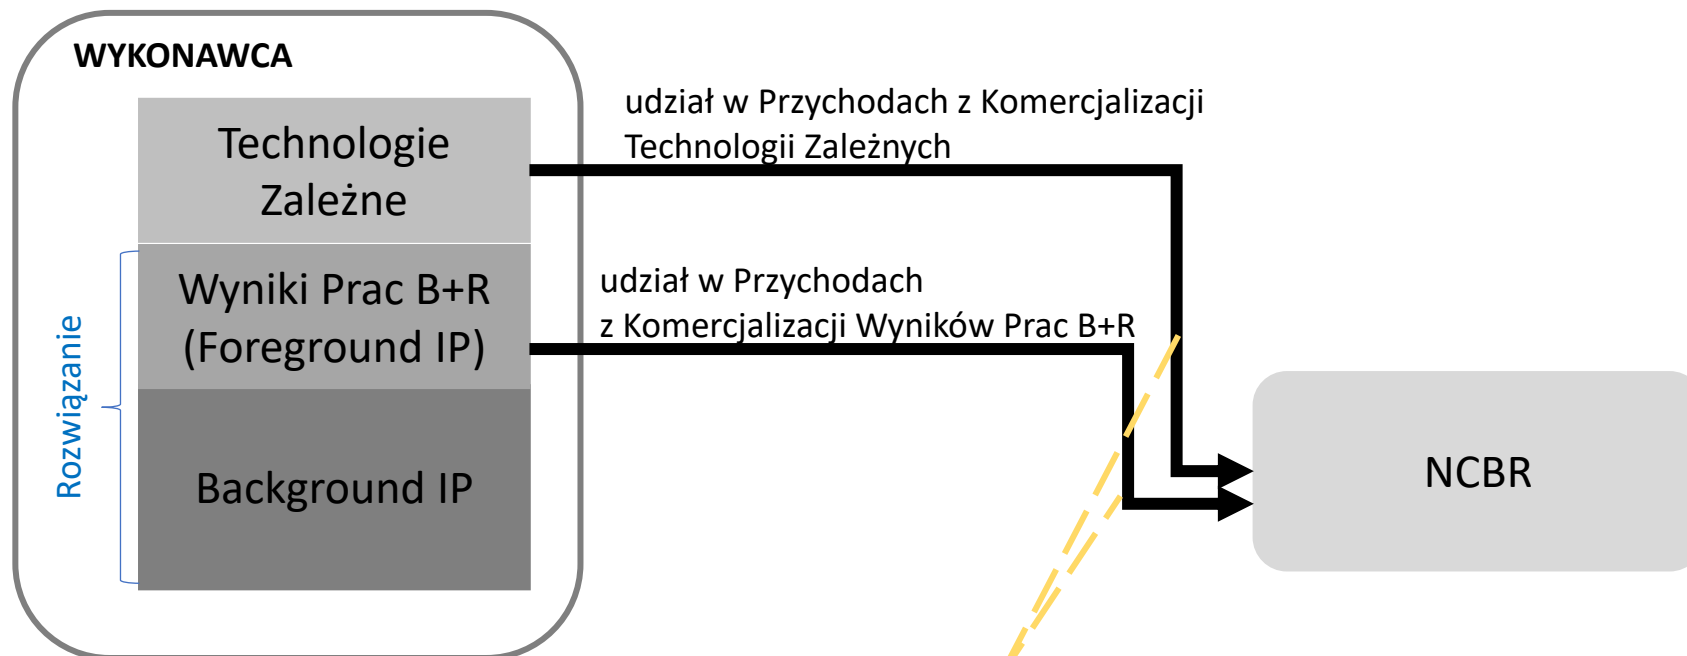 WYKONAWCA
udział w Przychodach z Komercjalizacji
Technologii Zależnych
Technologie
Zależne
udział w Przychodach
z Komercjalizacji Wyników Prac B+R
Wyniki Prac B+R
(Foreground IP)
Rozwiązanie
Background IP
NCBR